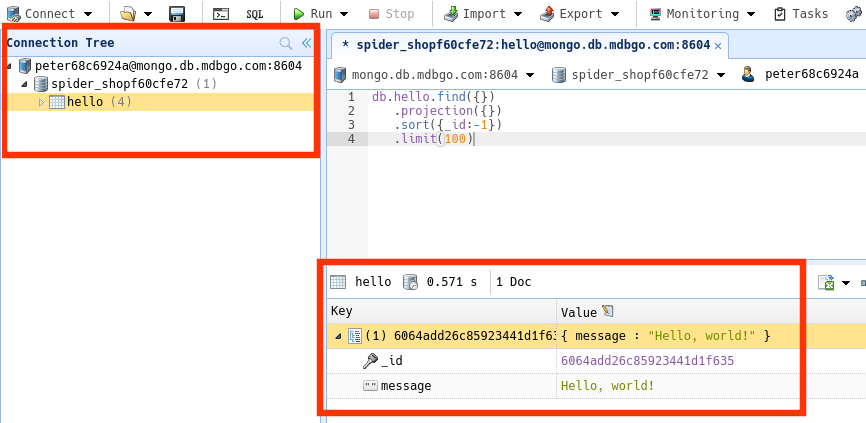 Connect SQL Run Stop Import Export Monitoring Tasks
Connection Tree
peter68c6924a@mongo.db.mdbgo.com:8604
spider_shopf60cfe72 (1)
hello (4)
* spider_shopf60cfe72:hello@mongo.db.mdbgo.com:8604
mongo.db.mdbgo.com:8604 spider_shopf60cfe72 peter68c6924a
1 db.hello.find({})
2 .projection({})
3 .sort({_id:-1})
4 .limit(100)
hello 0.571 s 1 Doc
Key Value
(1) 6064add26c85923441d1f63 { message : "Hello, world!" }
_id 6064add26c85923441d1f635
message Hello, world!